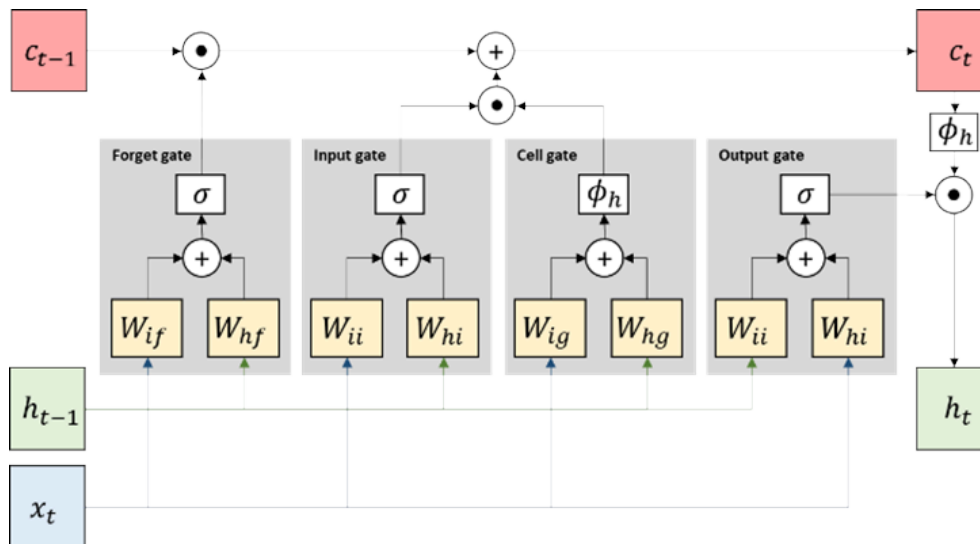 c_{t-1}
c_t
ϕ_h
Forget gate
Input gate
Cell gate
Output gate
σ
σ
ϕ_h
σ
W_{if}
W_{hf}
W_{ii}
W_{hi}
W_{ig}
W_{hg}
W_{ii}
W_{hi}
h_{t-1}
h_t
x_t